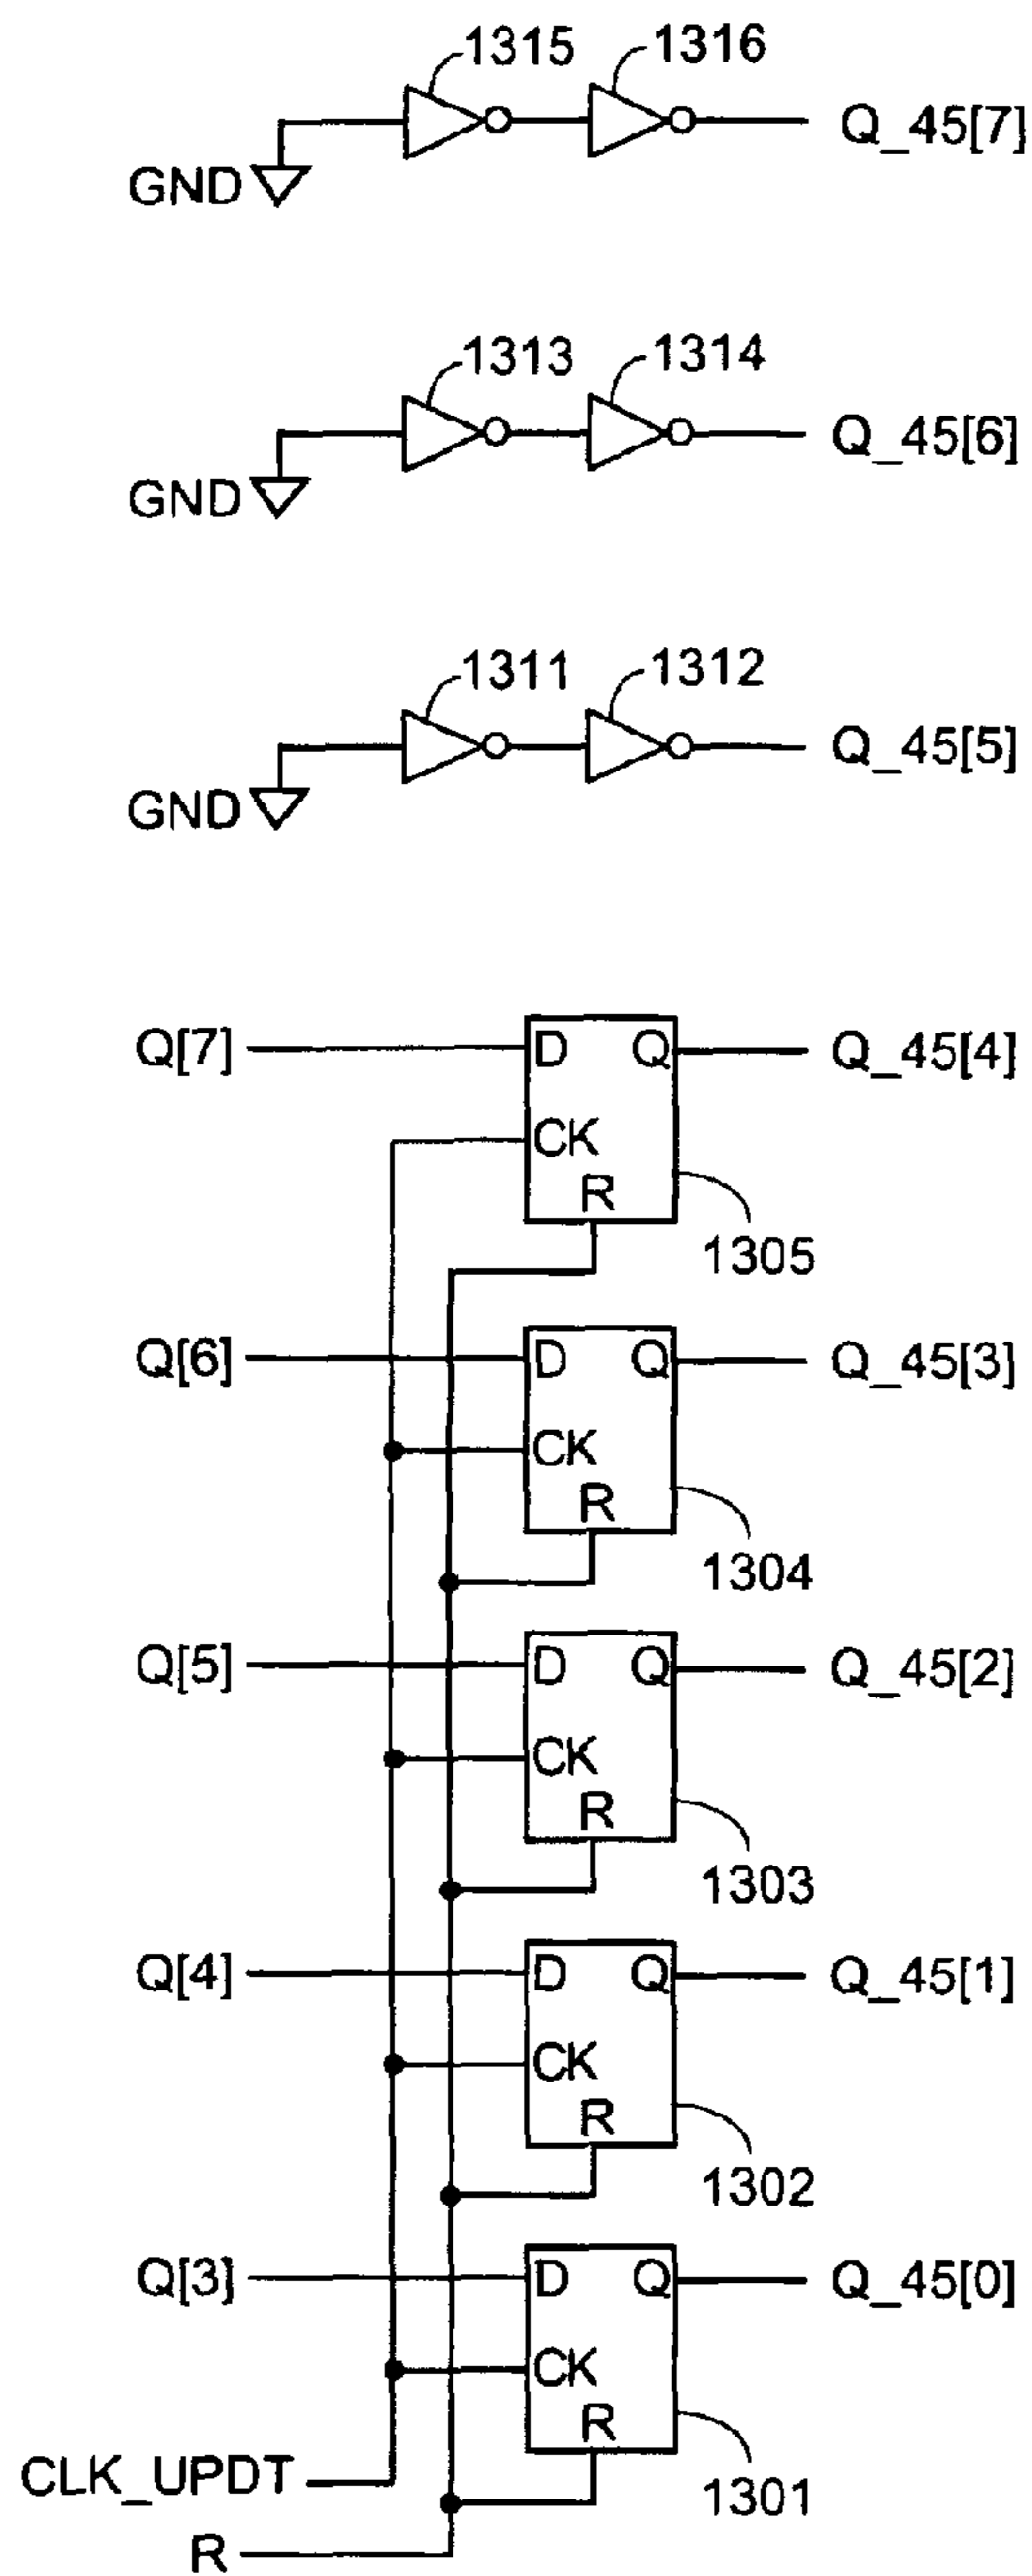 1315 1316
Q_45[7]
GND
1313 1314
Q_45[6]
GND
1311 1312
Q_45[5]
GND
Q[7] D Q Q_45[4]
CK
R
1305
Q[6] D Q Q_45[3]
CK
R
1304
Q[5] D Q Q_45[2]
CK
R
1303
Q[4] D Q Q_45[1]
CK
R
1302
Q[3] D Q Q_45[0]
CK
R
CLK_UPDT
1301
R